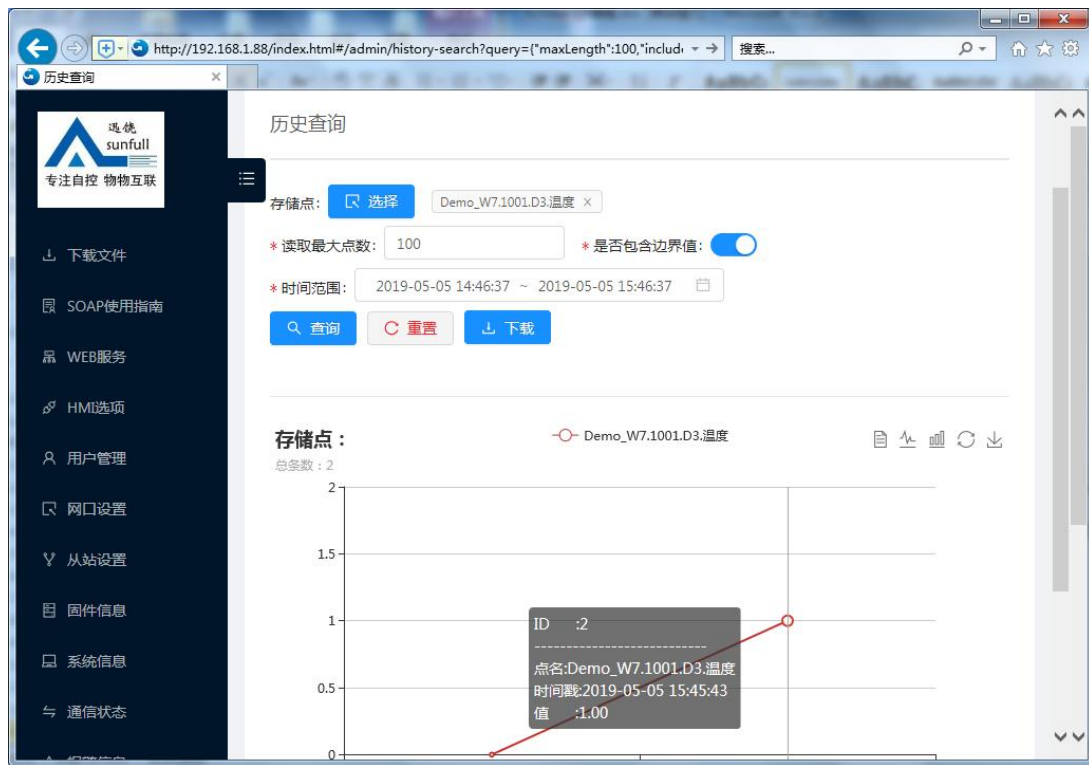 http://192.168.1.88/index.html#/admin/history-search?query={"maxLength":100,"includ
搜索...
历史查询
迅饶
sunfull
专注自控 物物互联
下载文件
SOAP使用指南
WEB服务
HMI选项
用户管理
网口设置
从站设置
固件信息
系统信息
通信状态
历史查询
存储点: 选择 Demo_W7.1001.D3.温度 ×
* 读取最大点数: 100 * 是否包含边界值:
* 时间范围: 2019-05-05 14:46:37 ~ 2019-05-05 15:46:37
查询 重置 下载
存储点：
Demo_W7.1001.D3.温度
总条数：2
2
1.5
1
0.5
0
ID :2
---------------------------
点名:Demo_W7.1001.D3.温度
时间戳:2019-05-05 15:45:43
值 :1.00